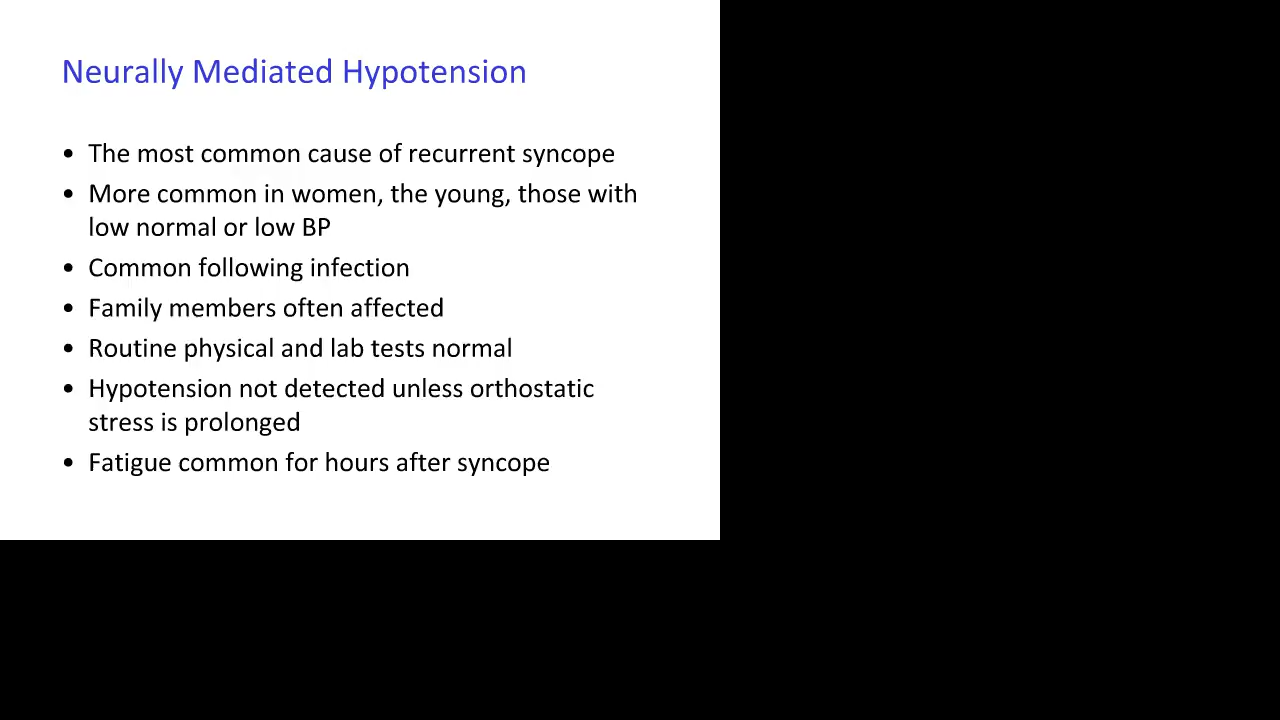 Neurally Mediated Hypotension
• The most common cause of recurrent syncope
• More common in women, the young, those with
low normal or low BP
• Common following infection
• Family members often affected
• Routine physical and lab tests normal
• Hypotension not detected unless orthostatic
stress is prolonged
• Fatigue common for hours after syncope